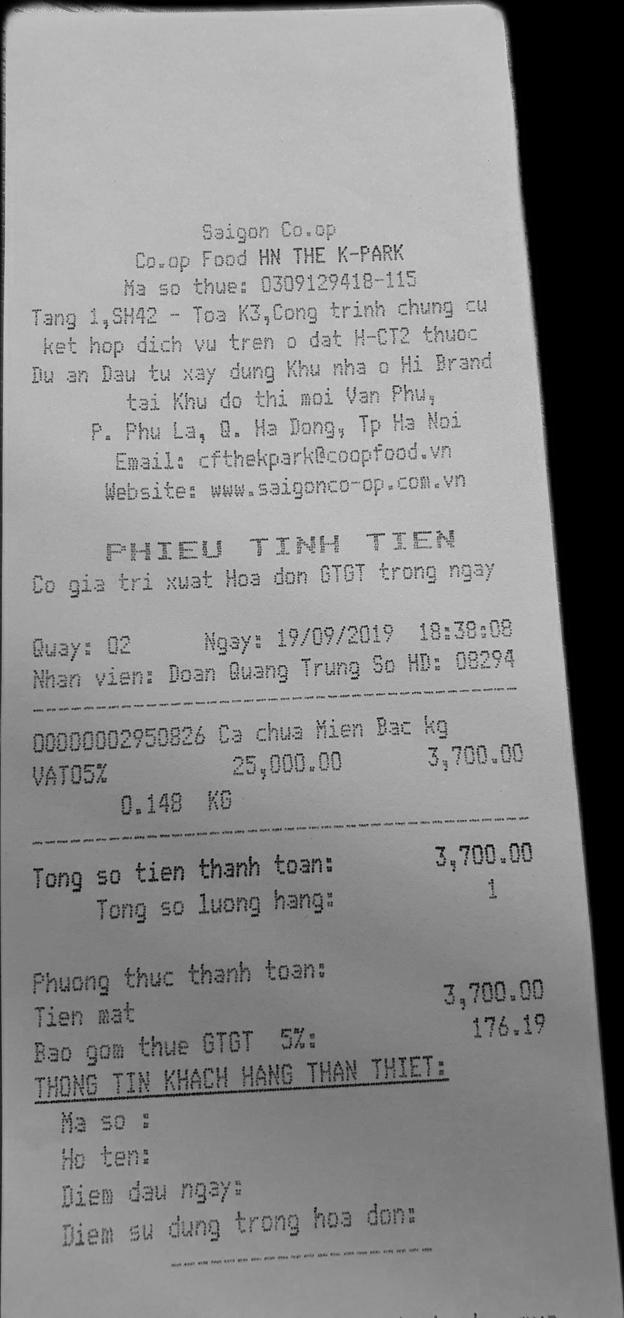 Saigon Co.op
Co.op Food HN THE K-PARK
Ma so thue: 0309129418-115
Tang 1,SH42 - Toa K3,Cong trinh chung cu
ket hop dich vu tren o dat H-CT2 thuoc
Du an Dau tu xay dung Khu nha o Hi Brand
tai Khu do thi moi Van Phu,
P. Phu La, Q. Ha Dong, Tp Ha Noi
Email: cfthekpark@coopfood.vn
Website: www.saigonco-op.com.vn
PHIEU TINH TIEN
Co gia tri xuat Hoa don GTGT trong ngay
Quay: 02 Ngay: 19/09/2019 18:38:08
Nhan vien: Doan Quang Trung So HD: 08294
00000002950826 Ca chua Mien Bac kg
VAT05% 25,000.00 3,700.00
0.148 KG
Tong so tien thanh toan: 3,700.00
Tong so luong hang: 1
Phuong thuc thanh toan:
Tien mat 3,700.00
Bao gom thue GTGT 5%: 176.19
THONG TIN KHACH HANG THAN THIET:
Ma so :
Ho ten:
Diem dau ngay:
Diem su dung trong hoa don: